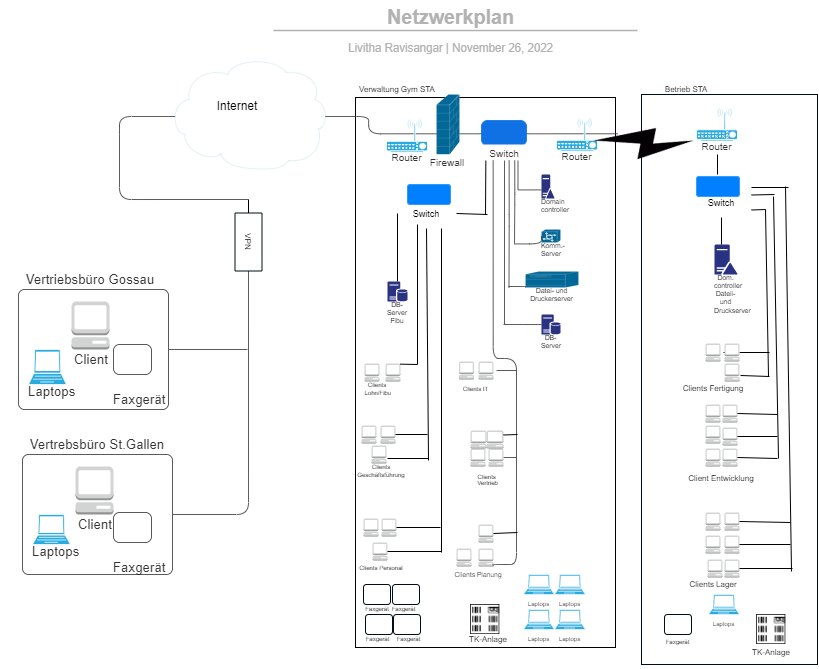 Netzwerkplan
Livitha Ravisangar | November 26, 2022
Internet
VPN
Vertriebsbüro Gossau
Client
Laptops
Faxgerät
Vertrebsbüro St.Gallen
Client
Laptops
Faxgerät
Verwaltung Gym STA
Router
Firewall
Switch
Router
Switch
Domain
controller
Komm.-
Server
Datei- und
Druckerserver
DB-
Server
DB-
Server
Fibu
Clients
Lohn/Fibu
Clients IT
Clients
Geschäftsführung
Clients
Vertrieb
Clients Personal
Clients Planung
Faxgerät
Faxgerät
Faxgerät
Faxgerät
TK-Anlage
Laptops
Laptops
Laptops
Laptops
Betrieb STA
Router
Switch
Dom.
controller
Dateii-
und
Druckserver
Clients Fertigung
Client Entwicklung
Clients Lager
Laptops
Faxgerät
TK-Anlage